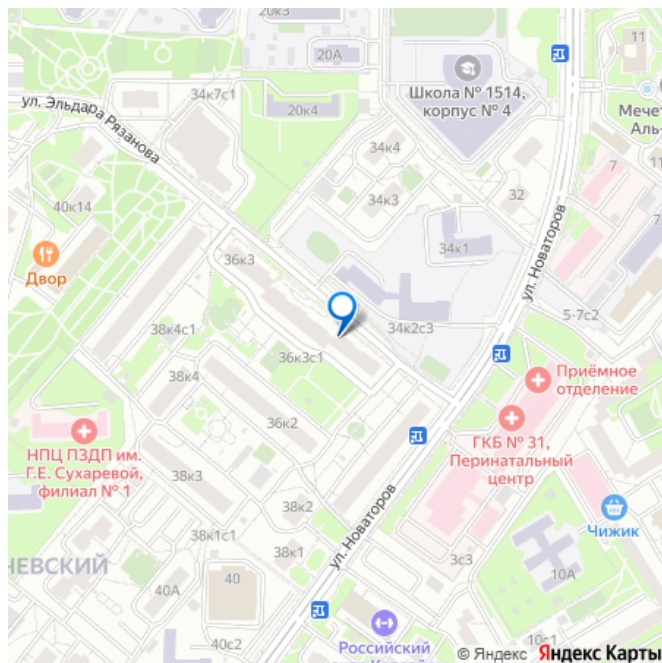 20к3
20А
11
Школа № 1514,
корпус № 4
34к7с1
20к4
ул. Эльдара Рязанова
34к4
7
11
34к3
32
40к14
34к1
36к3
Двор
ул. Новаторов
5-7с2
38к4с1
34к2с3
36к3с1
Приёмное
отделение
38к4
36к2
ГКБ № 31,
Перинатальный
центр
НПЦ ПЗДП им.
Г.Е. Сухаревой,
филиал № 1
38к3
38к2
ул. Новаторов
Чижик
38к1с1
38к1
3с3
10А
40А
40
40с2
Российский
10с1
© Яндекс Яндекс Карты